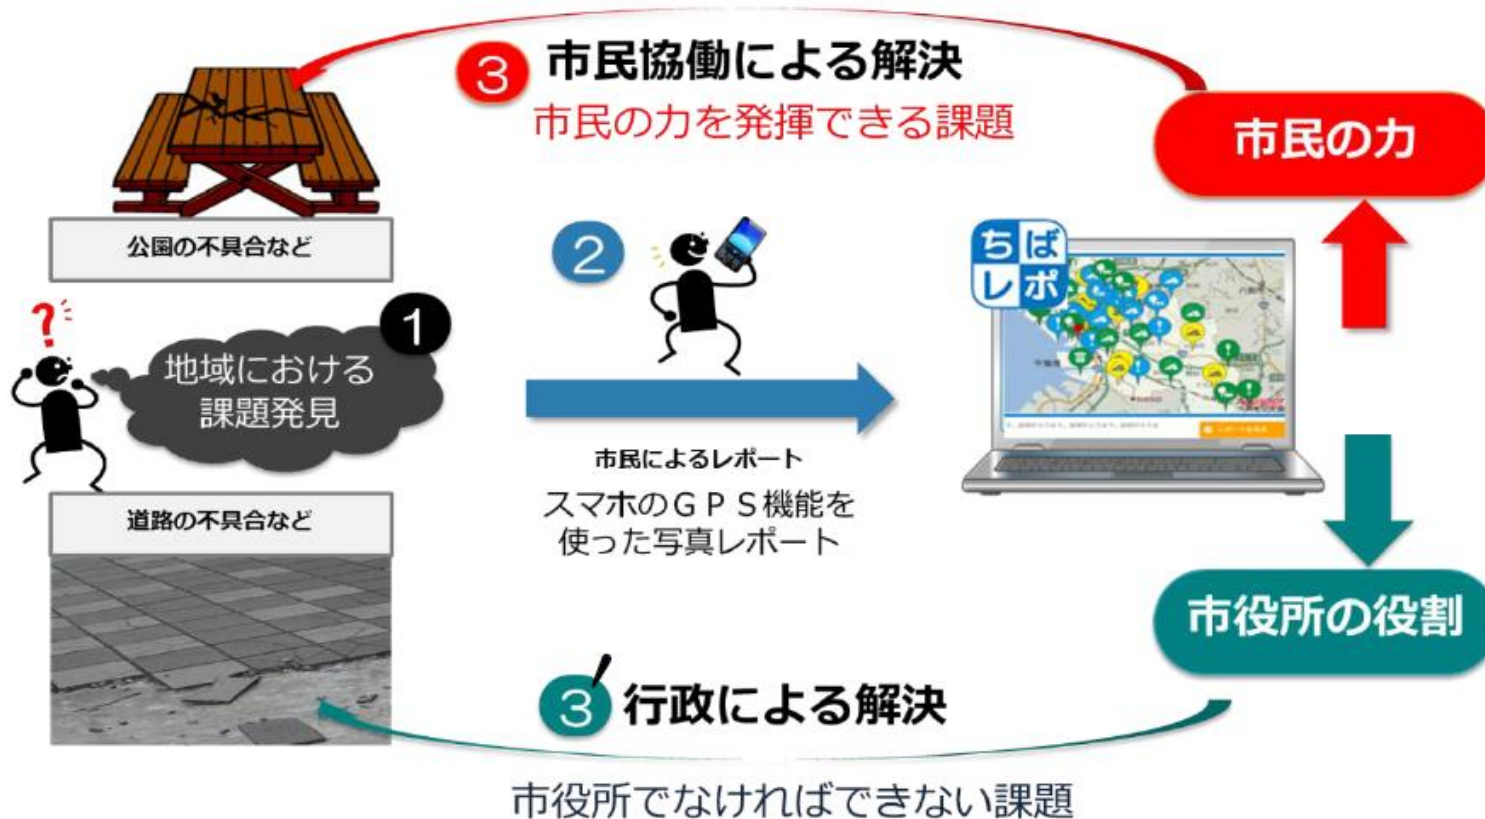 3
市民協働による解決
市民の力を発揮できる課題
市民の力
公園の不具合など
2
ちば
レポ
1
地域における
課題発見
市民によるレポート
スマホのGPS機能を
使った写真レポート
道路の不具合など
市役所の役割
3
行政による解決
市役所でなければできない課題